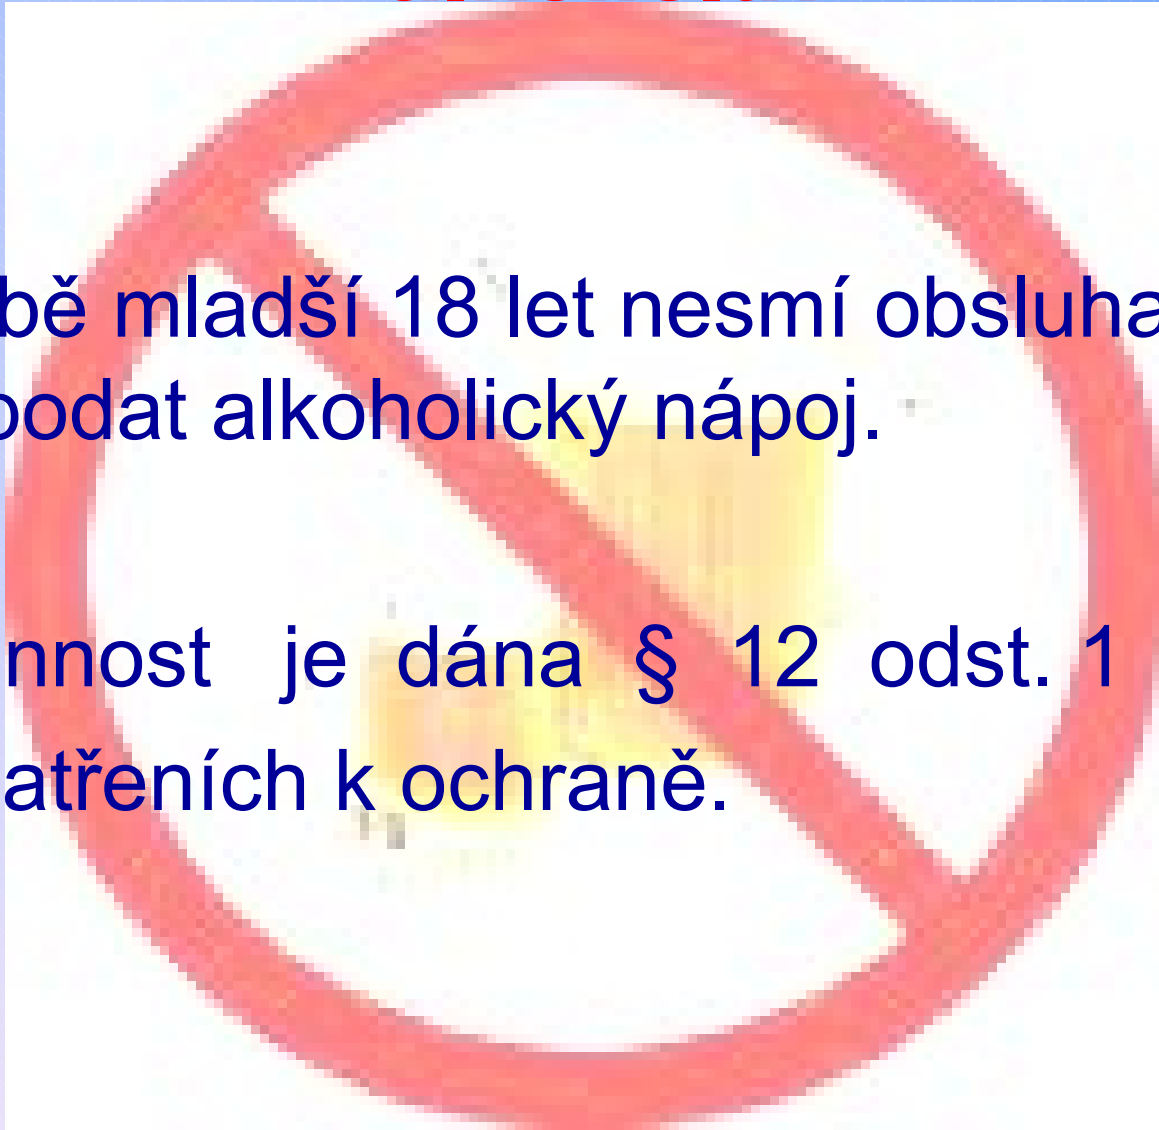 bě mladší 18 let nesmí obsluha
podat alkoholický nápoj.
nnost je dána § 12 odst. 1
atřeních k ochraně.